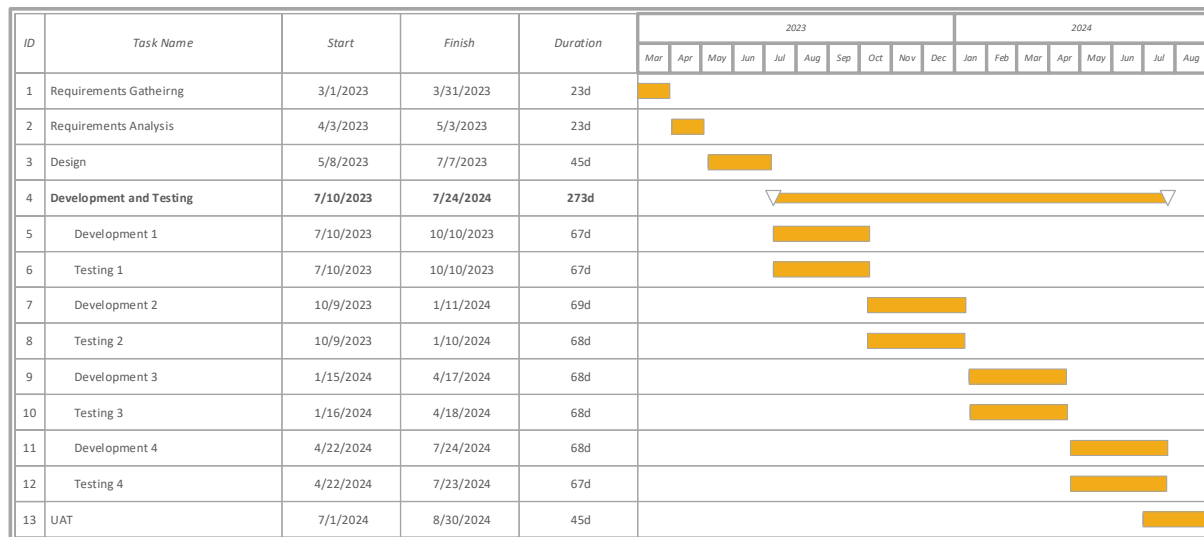 ID Task Name Start Finish Duration 2023 2024
Mar Apr May Jun Jul Aug Sep Oct Nov Dec Jan Feb Mar Apr May Jun Jul Aug
1 Requirements Gatheirng 3/1/2023 3/31/2023 23d
2 Requirements Analysis 4/3/2023 5/3/2023 23d
3 Design 5/8/2023 7/7/2023 45d
4 Development and Testing 7/10/2023 7/24/2024 273d
5 Development 1 7/10/2023 10/10/2023 67d
6 Testing 1 7/10/2023 10/10/2023 67d
7 Development 2 10/9/2023 1/11/2024 69d
8 Testing 2 10/9/2023 1/10/2024 68d
9 Development 3 1/15/2024 4/17/2024 68d
10 Testing 3 1/16/2024 4/18/2024 68d
11 Development 4 4/22/2024 7/24/2024 68d
12 Testing 4 4/22/2024 7/23/2024 67d
13 UAT 7/1/2024 8/30/2024 45d